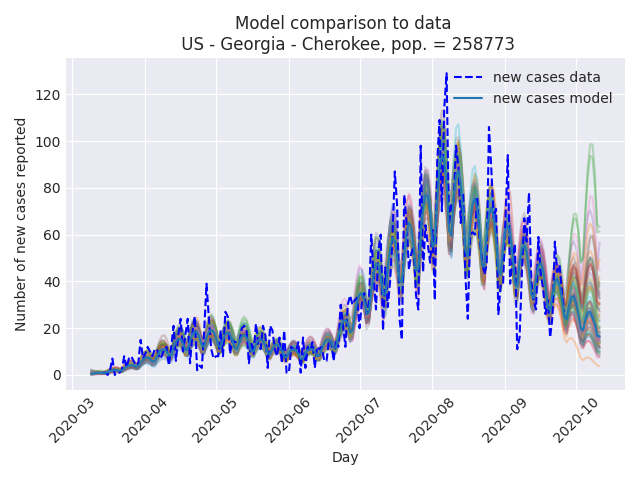 Model comparison to data
US - Georgia - Cherokee, pop. = 258773
new cases data
new cases model
Number of new cases reported
120
100
80
60
40
20
0
2020-03
2020-04
2020-05
2020-06
2020-07
2020-08
2020-09
2020-10
Day